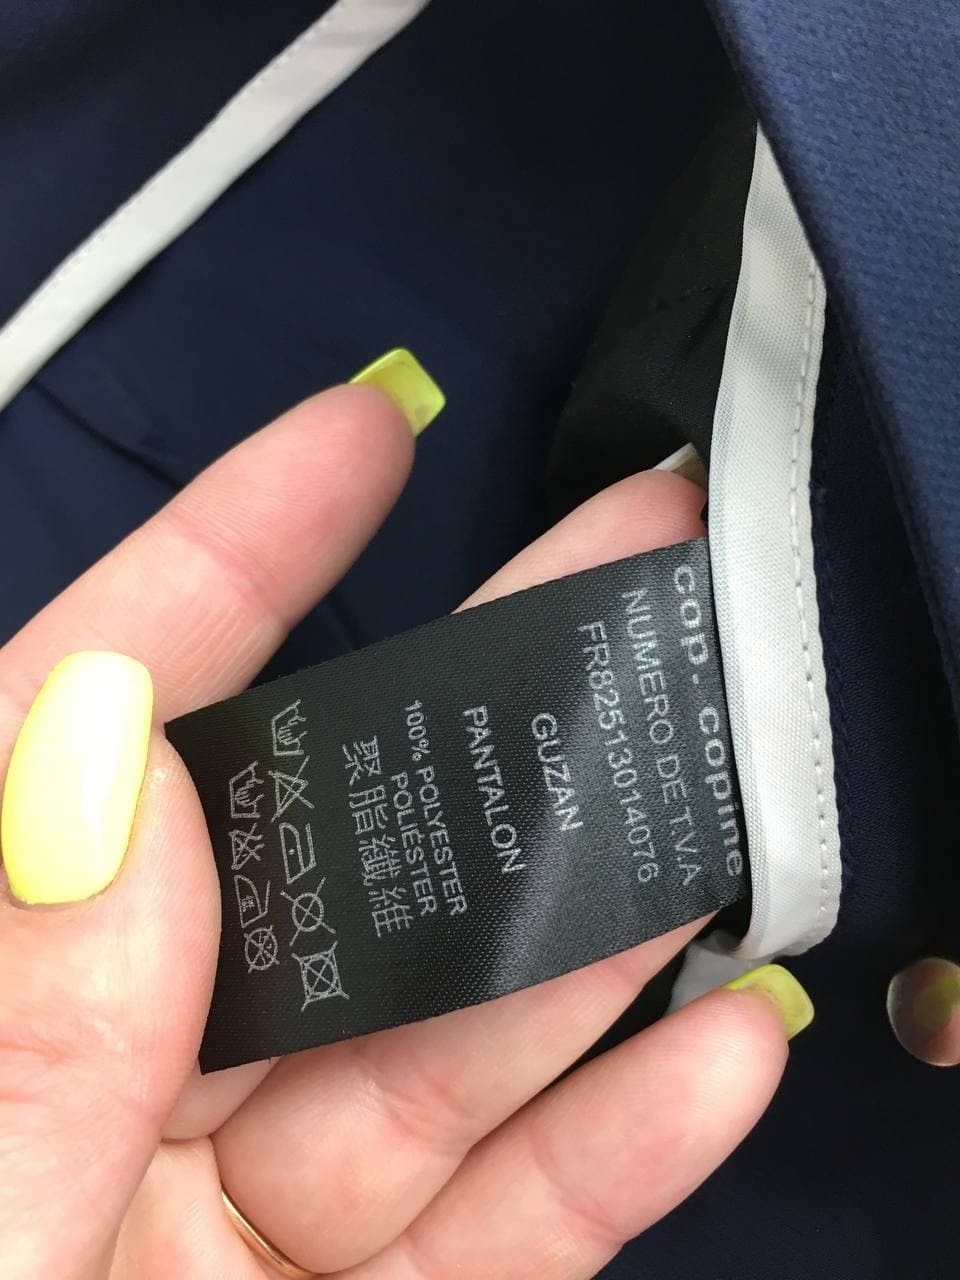 cop. copine
NUMERO DE T.V.A
FR82513014076
GUZAN
PANTALON
100% POLYESTER
POLIESTER
聚脂纖維